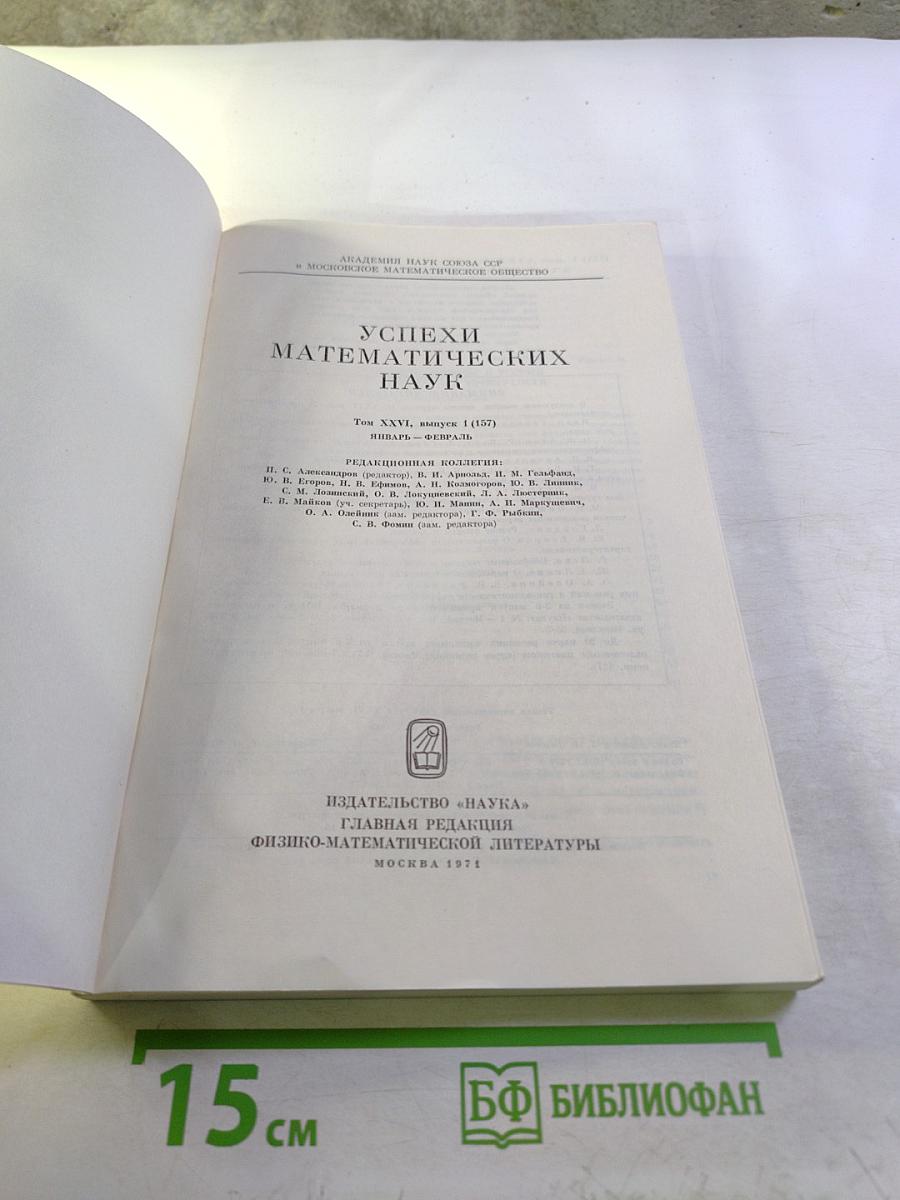 АКАДЕМИЯ НАУК СОЮЗА ССР
и МОСКОВСКОЕ МАТЕМАТИЧЕСКОЕ ОБЩЕСТВО
УСПЕХИ
МАТЕМАТИЧЕСКИХ
НАУК
Том XXVI, выпуск 1 (157)
ЯНВАРЬ — ФЕВРАЛЬ
РЕДАКЦИОННАЯ КОЛЛЕГИЯ:
П. С. Александров (редактор), В. И. Арнольд, И. М. Гельфанд,
Ю. В. Егоров, Н. В. Ефимов, А. Н. Колмогоров, Ю. В. Линник,
С. М. Лозинский, О. В. Локуциевский, Л. А. Люстерник,
Е. В. Майков (уч. секретарь), Ю. И. Манин, А. И. Маркушевич,
О. А. Олейник (зам. редактора), Г. Ф. Рыбкин,
С. В. Фомин (зам. редактора)
ИЗДАТЕЛЬСТВО «НАУКА»
ГЛАВНАЯ РЕДАКЦИЯ
ФИЗИКО-МАТЕМАТИЧЕСКОЙ ЛИТЕРАТУРЫ
МОСКВА 1971
15 см
БФ БИБЛИОФАН